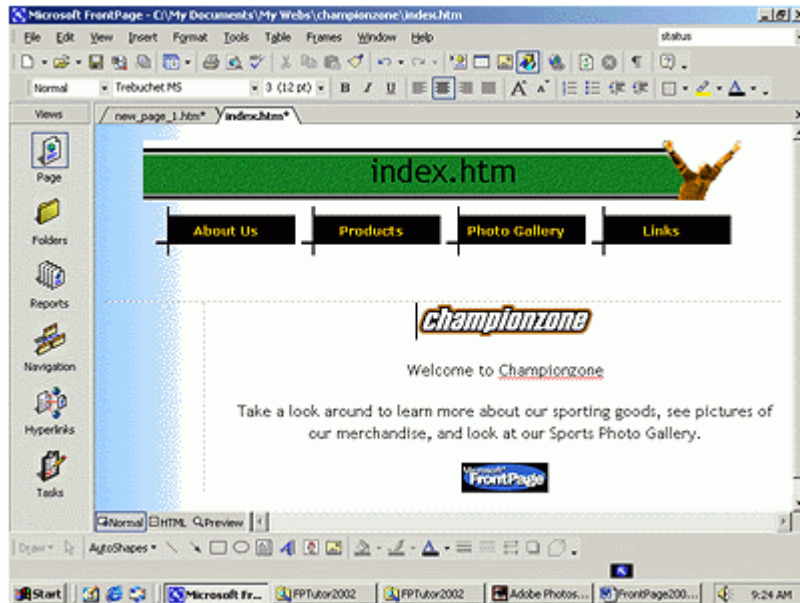 Microsoft FrontPage - C:\My Documents\My Webs\championzone\index.htm
File Edit View Insert Format Tools Table Frames Window Help status
Normal Trebuchet MS 3 (12 pt) B I U A A A
Views new_page_1.htm* index.htm*
Page
Folders
Reports
Navigation
Hyperlinks
Tasks
index.htm
About Us Products Photo Gallery Links
championzone
Welcome to Championzone
Take a look around to learn more about our sporting goods, see pictures of
our merchandise, and look at our Sports Photo Gallery.
Microsoft
FrontPage
Normal HTML Preview
Draw AutoShapes A A
Start Microsoft Fr... FPTutor2002 FPTutor2002 Adobe Photos... FrontPage200... 9:24 AM